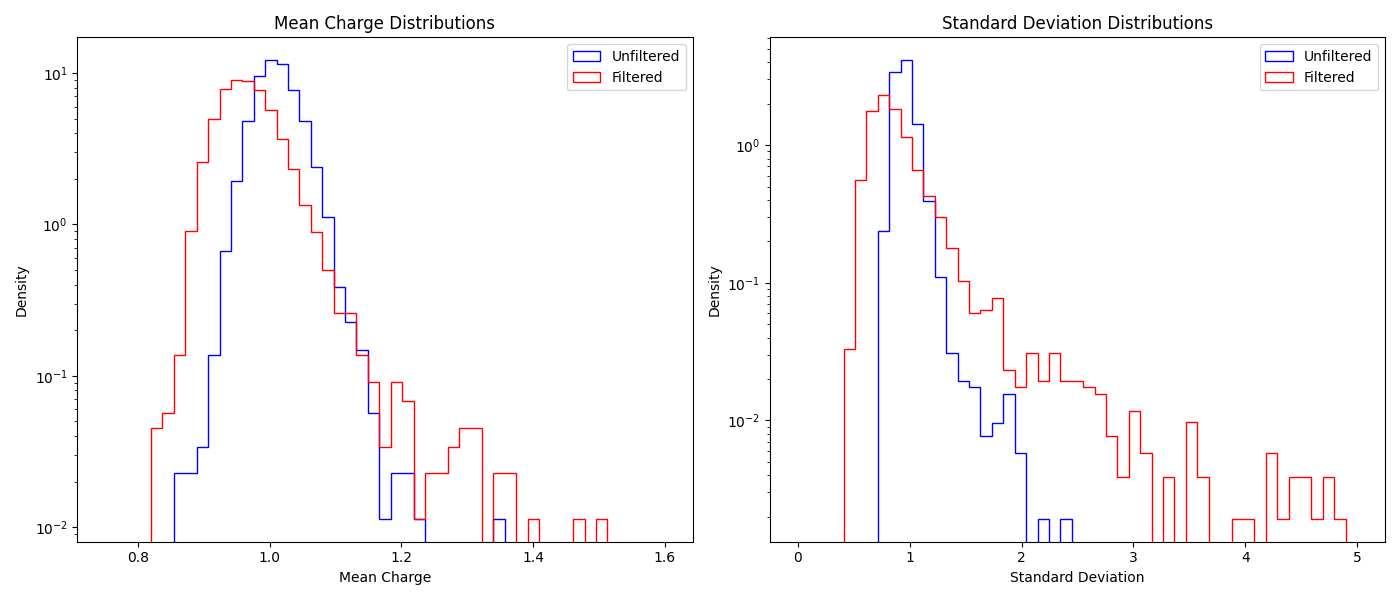 Mean Charge Distributions
Unfiltered
Filtered
10¹
10⁰
10⁻¹
10⁻²
Density
0.8 1.0 1.2 1.4 1.6
Mean Charge
Standard Deviation Distributions
Unfiltered
Filtered
10⁰
10⁻¹
10⁻²
Density
0 1 2 3 4 5
Standard Deviation